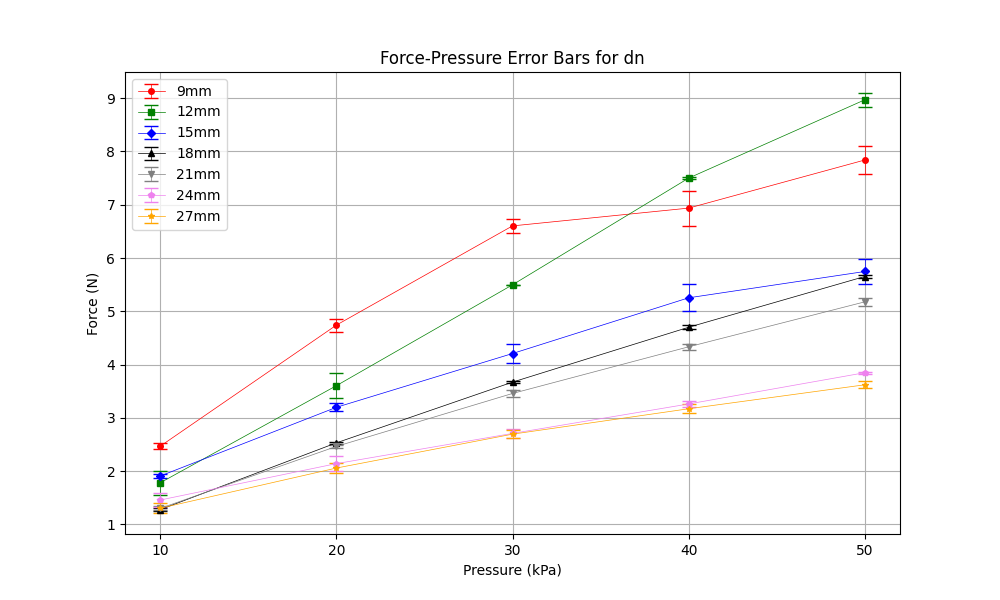 Force-Pressure Error Bars for dn
9mm
12mm
15mm
18mm
21mm
24mm
27mm
9
8
7
6
5
4
3
2
1
Force (N)
10 20 30 40 50
Pressure (kPa)